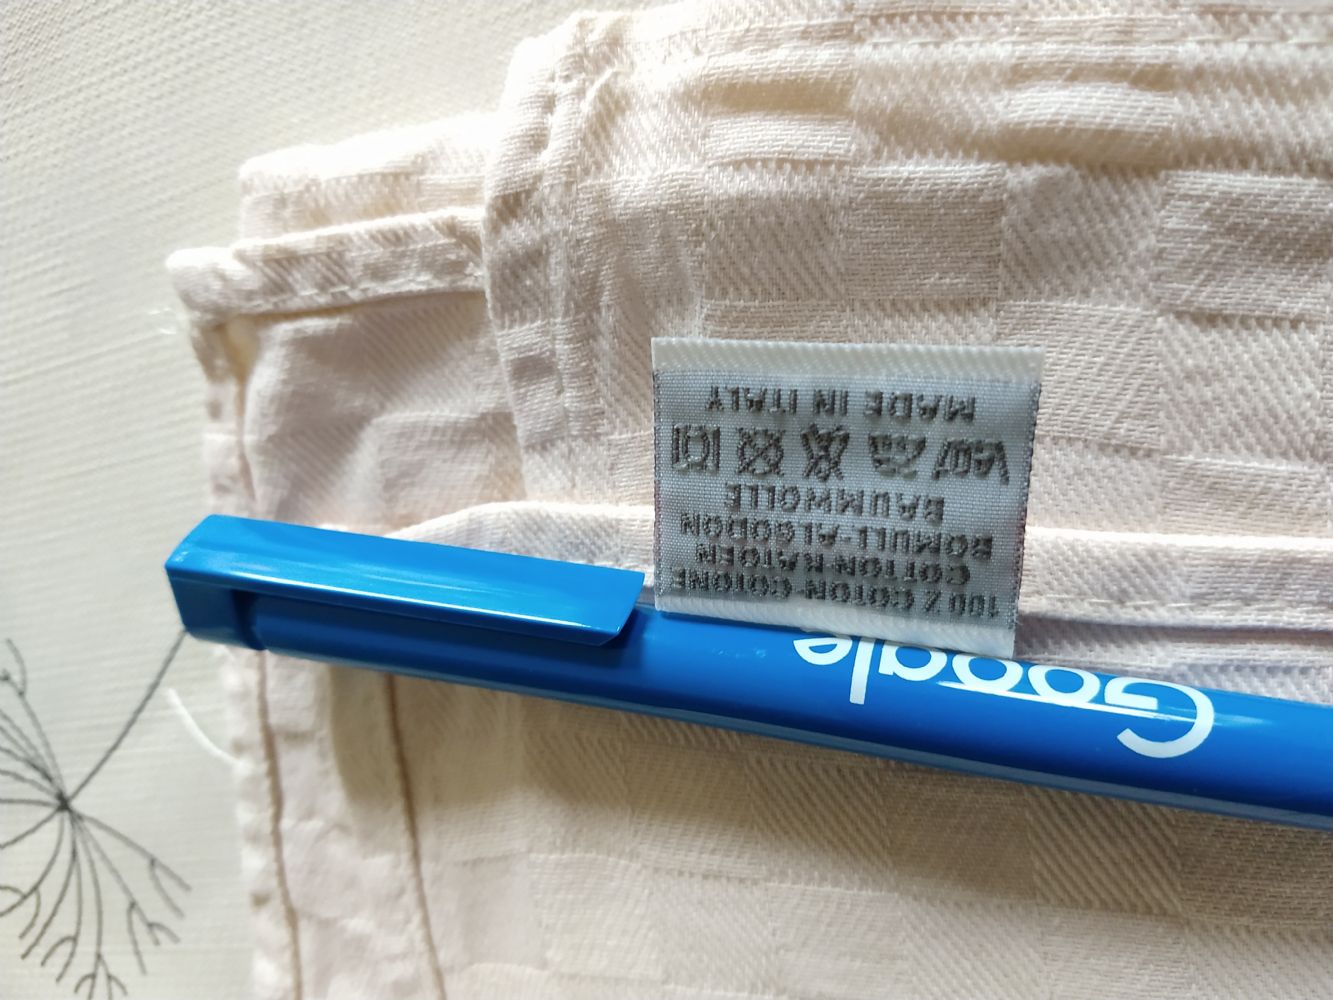 100% COTON-COTONE
COTTON-KATOEN
BOMULL-ALGODON
BAUMWOLLE
MADE IN ITALY
Google